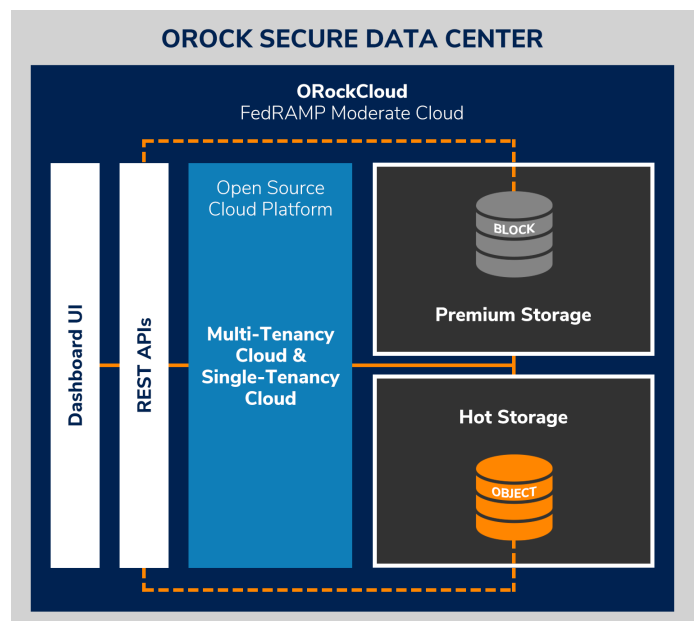 OROCK SECURE DATA CENTER
ORockCloud
FedRAMP Moderate Cloud
Dashboard UI
REST APIs
Open Source
Cloud Platform
Multi-Tenancy
Cloud &
Single-Tenancy
Cloud
BLOCK
Premium Storage
Hot Storage
OBJECT